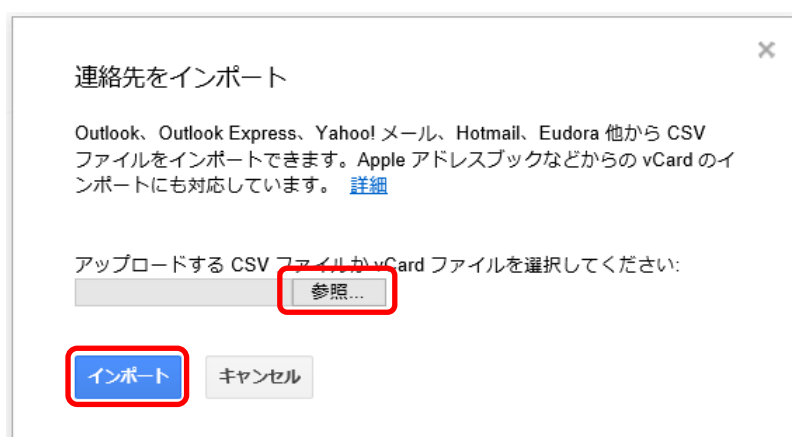 ×
連絡先をインポート
Outlook、Outlook Express、Yahoo! メール、Hotmail、Eudora 他から CSV
ファイルをインポートできます。Apple アドレスブックなどからの vCard のイ
ンポートにも対応しています。 詳細
アップロードする CSV ファイルか vCard ファイルを選択してください:
参照...
インポート キャンセル